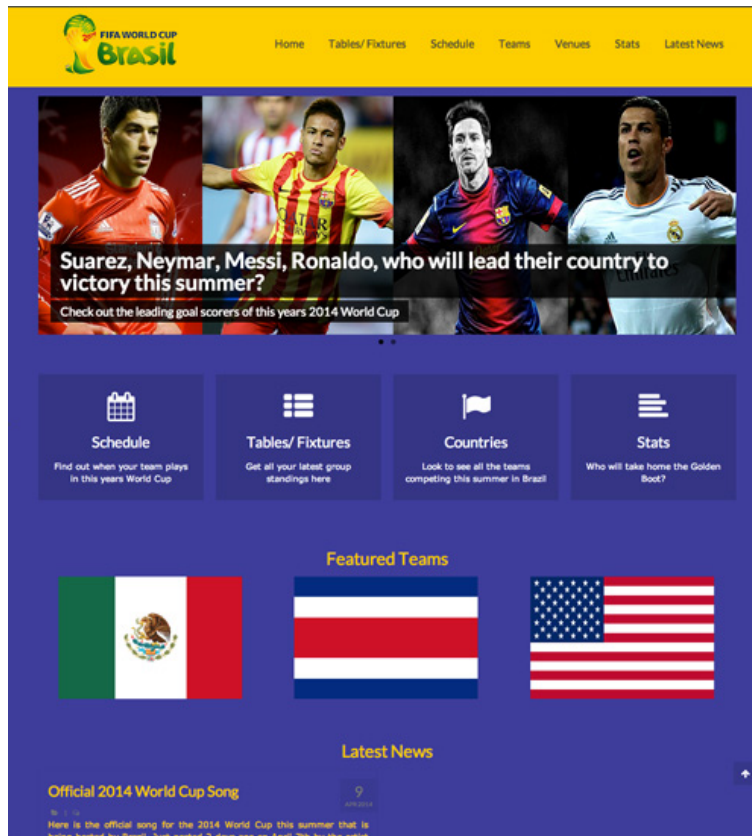 FIFA WORLD CUP
Brasil
Home Tables/ Fixtures Schedule Teams Venues Stats Latest News
QATAR
AIRWAYS
Suarez, Neymar, Messi, Ronaldo, who will lead their country to
victory this summer?
Check out the leading goal scorers of this years 2014 World Cup
Schedule
Find out when your team plays
in this years World Cup
Tables/ Fixtures
Get all your latest group
standings here
Countries
Look to see all the teams
competing this summer in Brazil
Stats
Who will take home the Golden
Boot?
Featured Teams
Latest News
Official 2014 World Cup Song
9
APR 2014
Here is the official song for the 2014 World Cup this summer that is